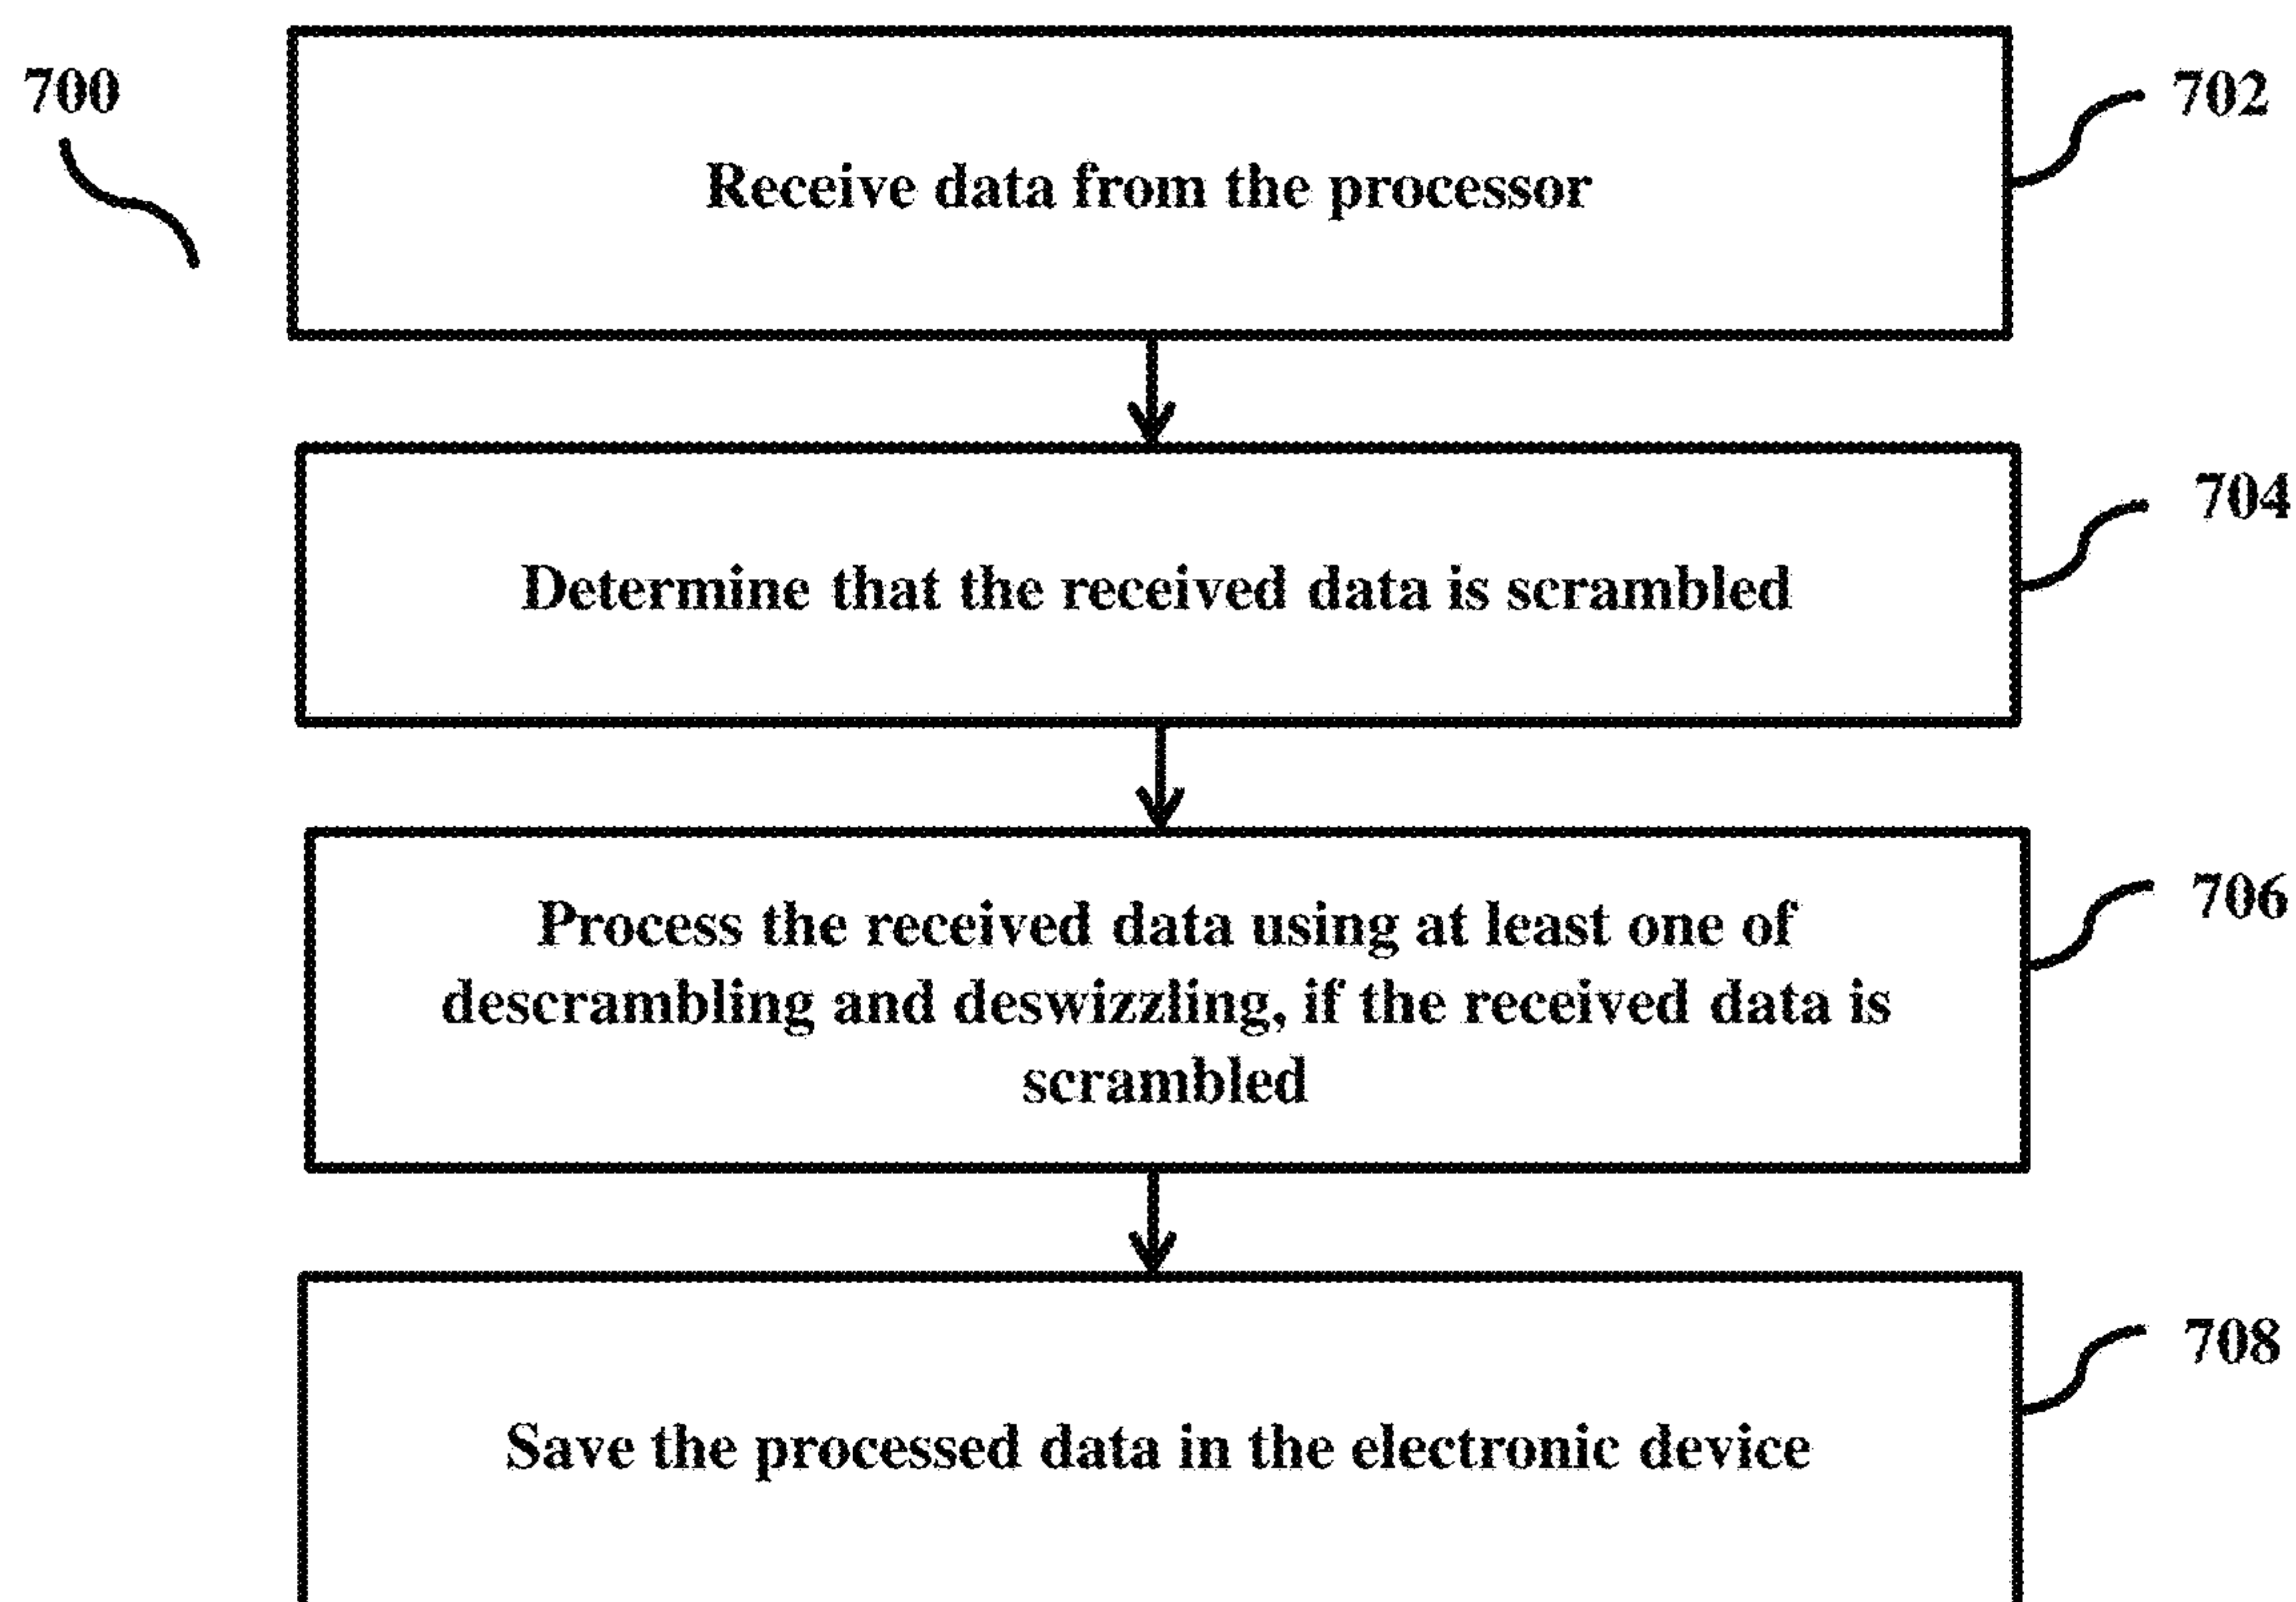 700
702
Receive data from the processor
704
Determine that the received data is scrambled
706
Process the received data using at least one of
descrambling and deswizzling, if the received data is
scrambled
708
Save the processed data in the electronic device